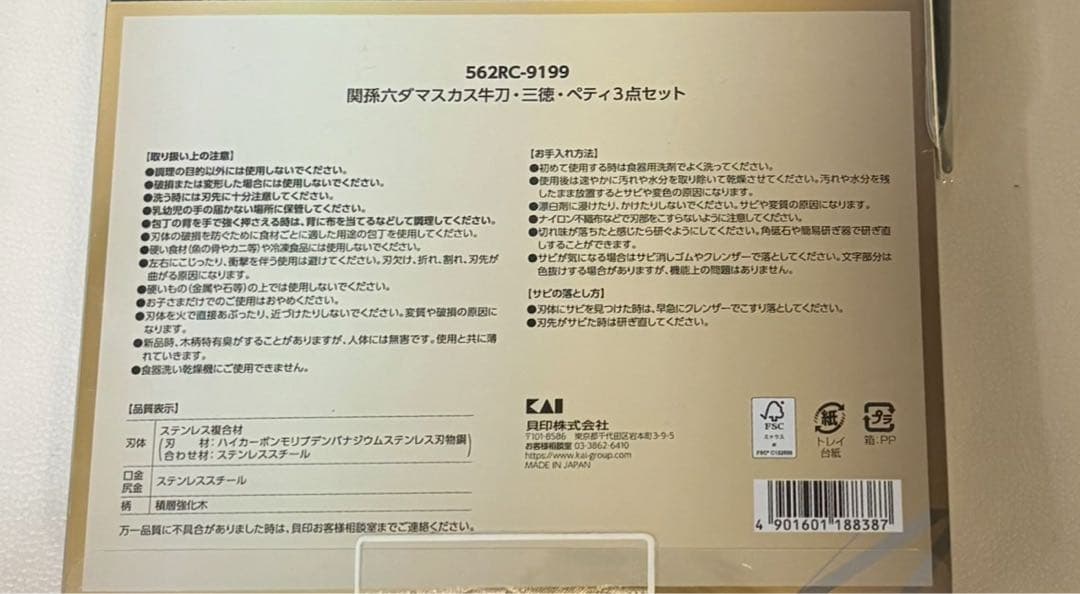 562RC-9199
関孫六ダマスカス牛刀・三徳・ペティ3点セット
【取り扱い上の注意】
●調理の目的以外には使用しないでください。
●破損または変形した場合には使用しないでください。
●洗う時には刃先に十分注意してください。
●乳幼児の手の届かない場所に保管してください。
●包丁の背を手で強く押さえる時は、背に布を当てるなどして調理してください。
●刃体の破損を防ぐために食材ごとに適した用途の包丁を使用してください。
●硬い食材(魚の骨やカニ等)や冷凍食品には使用しないでください。
●左右にこじったり、衝撃を伴う使用は避けてください。刃欠け、折れ、割れ、刃先が
曲がる原因になります。
●硬いもの(金属や石等)の上では使用しないでください。
●お子さまだけでのご使用はおやめください。
●刃体を火で直接あぶったり、近づけたりしないでください。変質や破損の原因に
なります。
●新品時、木柄特有臭がすることがありますが、人体には無害です。使用と共に薄
れていきます。
●食器洗い乾燥機にご使用できません。
【お手入れ方法】
●初めて使用する時は食器用洗剤でよく洗ってください。
●使用後は速やかに汚れや水分を取り除いて乾燥させてください。汚れや水分を残
したまま放置するとサビや変色の原因になります。
●漂白剤に浸けたり、かけたりしないでください。サビや変質の原因になります。
●ナイロン不織布などで刃部をこすらないように注意してください。
●切れ味が落ちたと感じたら研ぐようにしてください。角砥石や簡易研ぎ器で研ぎ直
しすることができます。
●サビが気になる場合はサビ消しゴムやクレンザーで落としてください。文字部分は
色抜けする場合がありますが、機能上の問題はありません。
【サビの落とし方】
●刃体にサビを見つけた時は、早急にクレンザーでこすり落としてください。
●刃先がサビた時は研ぎ直してください。
【品質表示】
刃体
ステンレス複合材
(刃 材:ハイカーボンモリブデンバナジウムステンレス刃物鋼
合わせ材:ステンレススチール)
口金
尻金
ステンレススチール
柄
積層強化木
万一品質に不具合がありました時は、貝印お客様相談室までご連絡ください。
KAI
貝印株式会社
〒101-8586 東京都千代田区岩本町3-9-5
お客様相談室 03-3862-6410
https://www.kai-group.com
MADE IN JAPAN
FSC
ミックス
紙
紙
トレイ
台紙
プラ
箱:PP
4 901601 188387